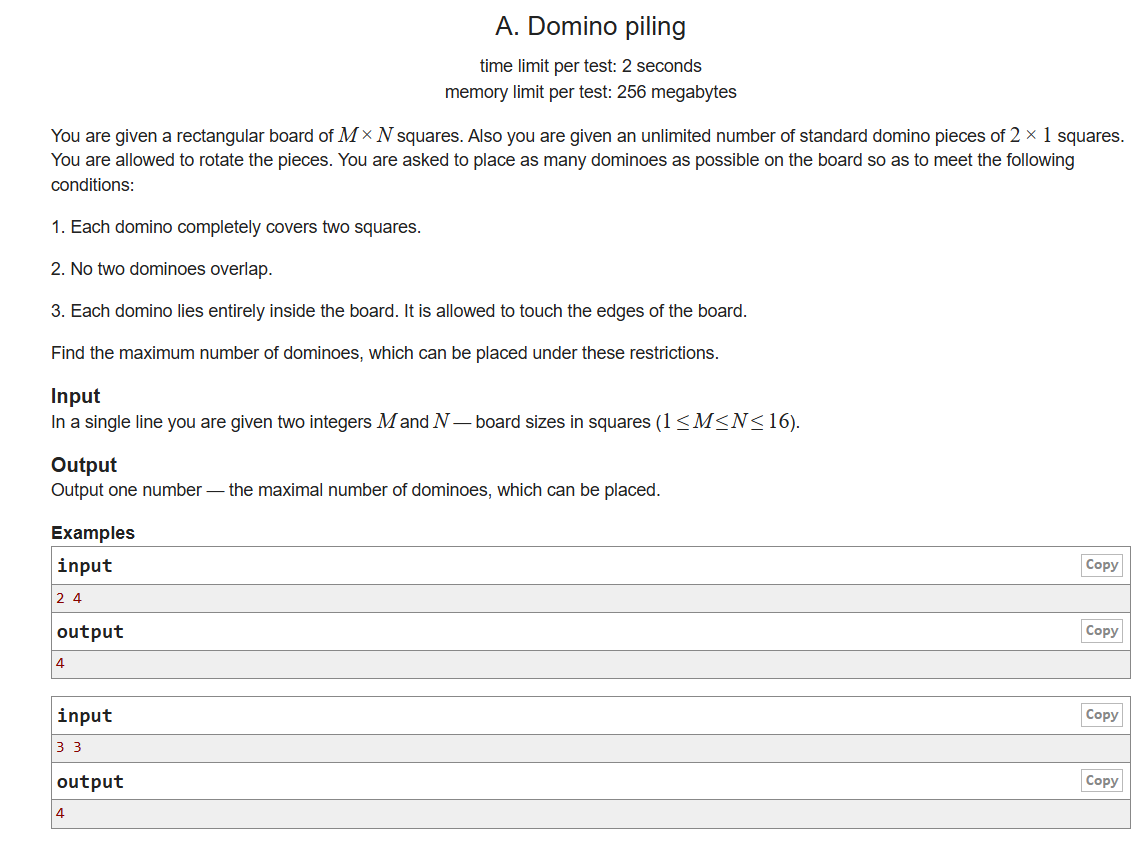 A. Domino piling
time limit per test: 2 seconds
memory limit per test: 256 megabytes
You are given a rectangular board of M × N squares. Also you are given an unlimited number of standard domino pieces of 2 × 1 squares.
You are allowed to rotate the pieces. You are asked to place as many dominoes as possible on the board so as to meet the following
conditions:
1. Each domino completely covers two squares.
2. No two dominoes overlap.
3. Each domino lies entirely inside the board. It is allowed to touch the edges of the board.
Find the maximum number of dominoes, which can be placed under these restrictions.
Input
In a single line you are given two integers M and N — board sizes in squares (1 ≤ M ≤ N ≤ 16).
Output
Output one number — the maximal number of dominoes, which can be placed.
Examples
input Copy
2 4
output Copy
4
input Copy
3 3
output Copy
4